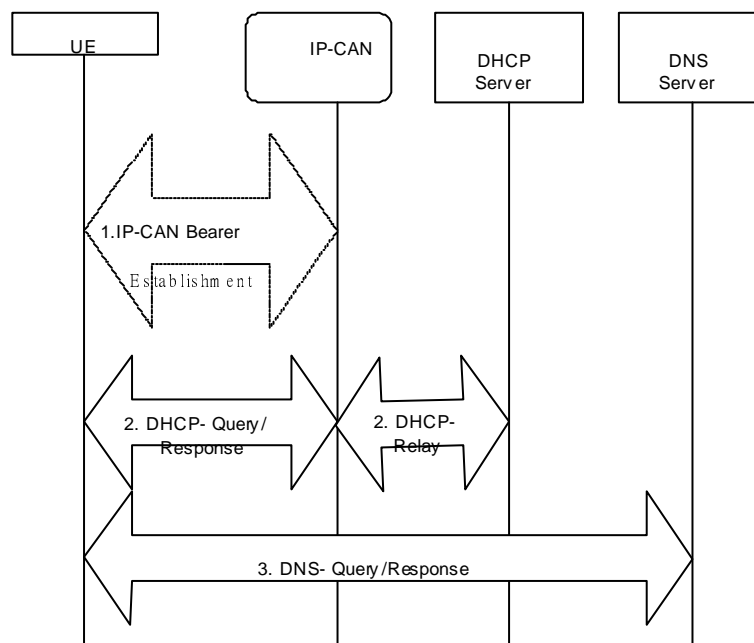 UE
IP-CAN
DHCP
Server
DNS
Server
1.IP-CAN Bearer
Establishment
2. DHCP- Query/
Response
2. DHCP-
Relay
3. DNS- Query/Response